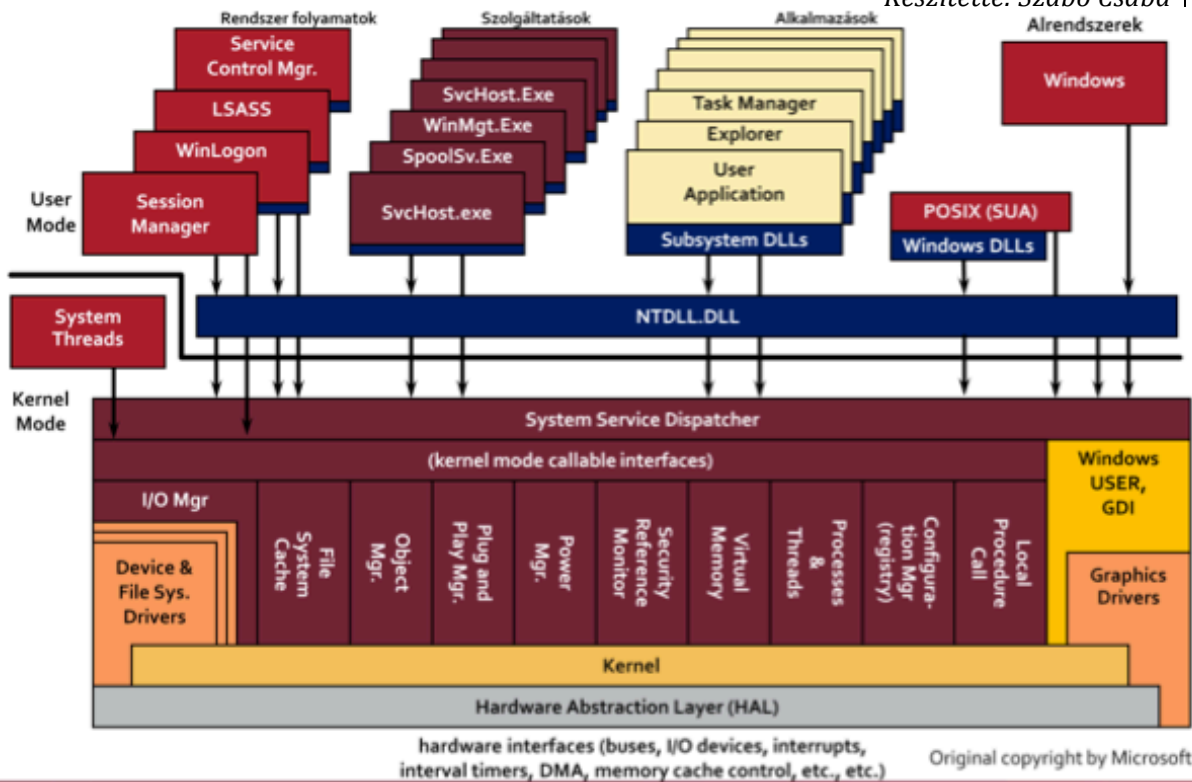 Készítette: Szabó Csaba
Rendszer folyamatok
Szolgáltatások
Alkalmazások
Alrendszerek
Service
Control Mgr.
LSASS
WinLogon
Session
Manager
SvcHost.Exe
WinMgt.Exe
SpoolSv.Exe
SvcHost.exe
Task Manager
Explorer
User
Application
Subsystem DLLs
Windows
POSIX (SUA)
Windows DLLs
User
Mode
System
Threads
NTDLL.DLL
Kernel
Mode
System Service Dispatcher
(kernel mode callable interfaces)
Windows
USER,
GDI
I/O Mgr
Device &
File Sys.
Drivers
File
System
Cache
Object
Mgr.
Plug and
Play Mgr.
Power
Mgr.
Security
Reference
Monitor
Virtual
Memory
Processes
&
Threads
Configura-
tion Mgr
(registry)
Local
Procedure
Call
Graphics
Drivers
Kernel
Hardware Abstraction Layer (HAL)
hardware interfaces (buses, I/O devices, interrupts,
interval timers, DMA, memory cache control, etc., etc.)
Original copyright by Microsoft